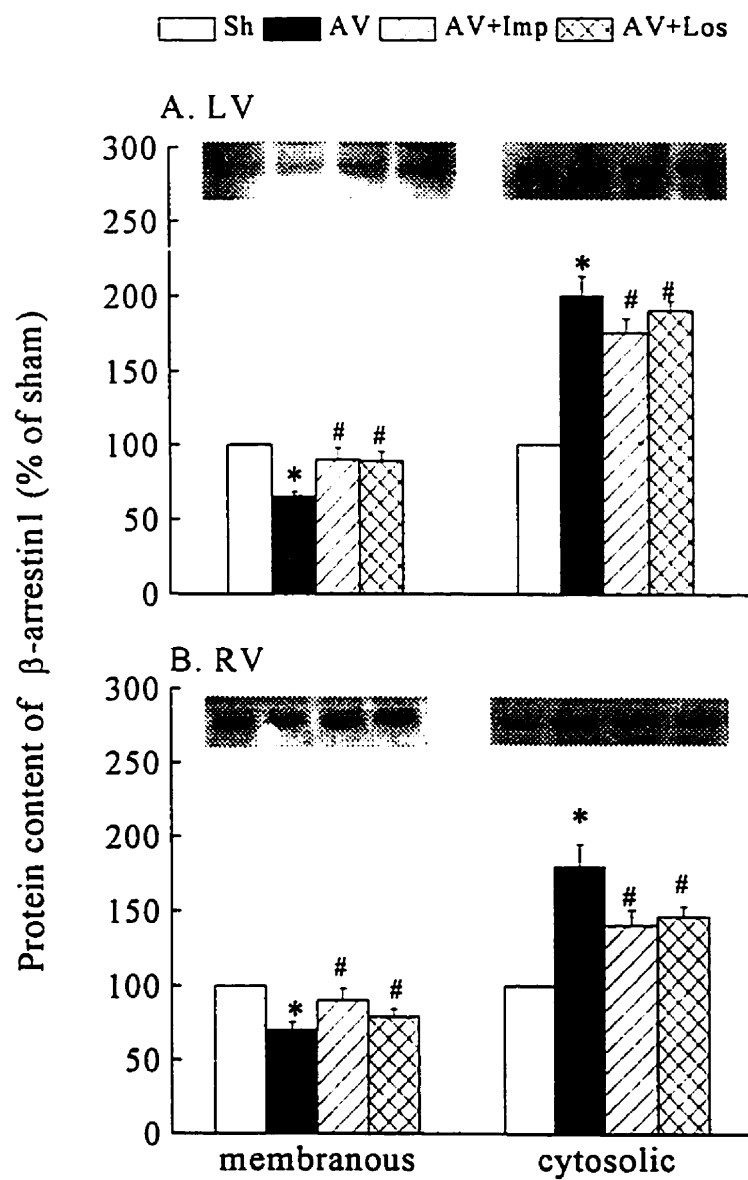 Sh AV AV+Imp AV+Los
A. LV
300
250
200
150
100
50
0
* # #
* # #
B. RV
300
250
200
150
100
50
0
* # #
* # #
membranous cytosolic
Protein content of β-arrestin1 (% of sham)